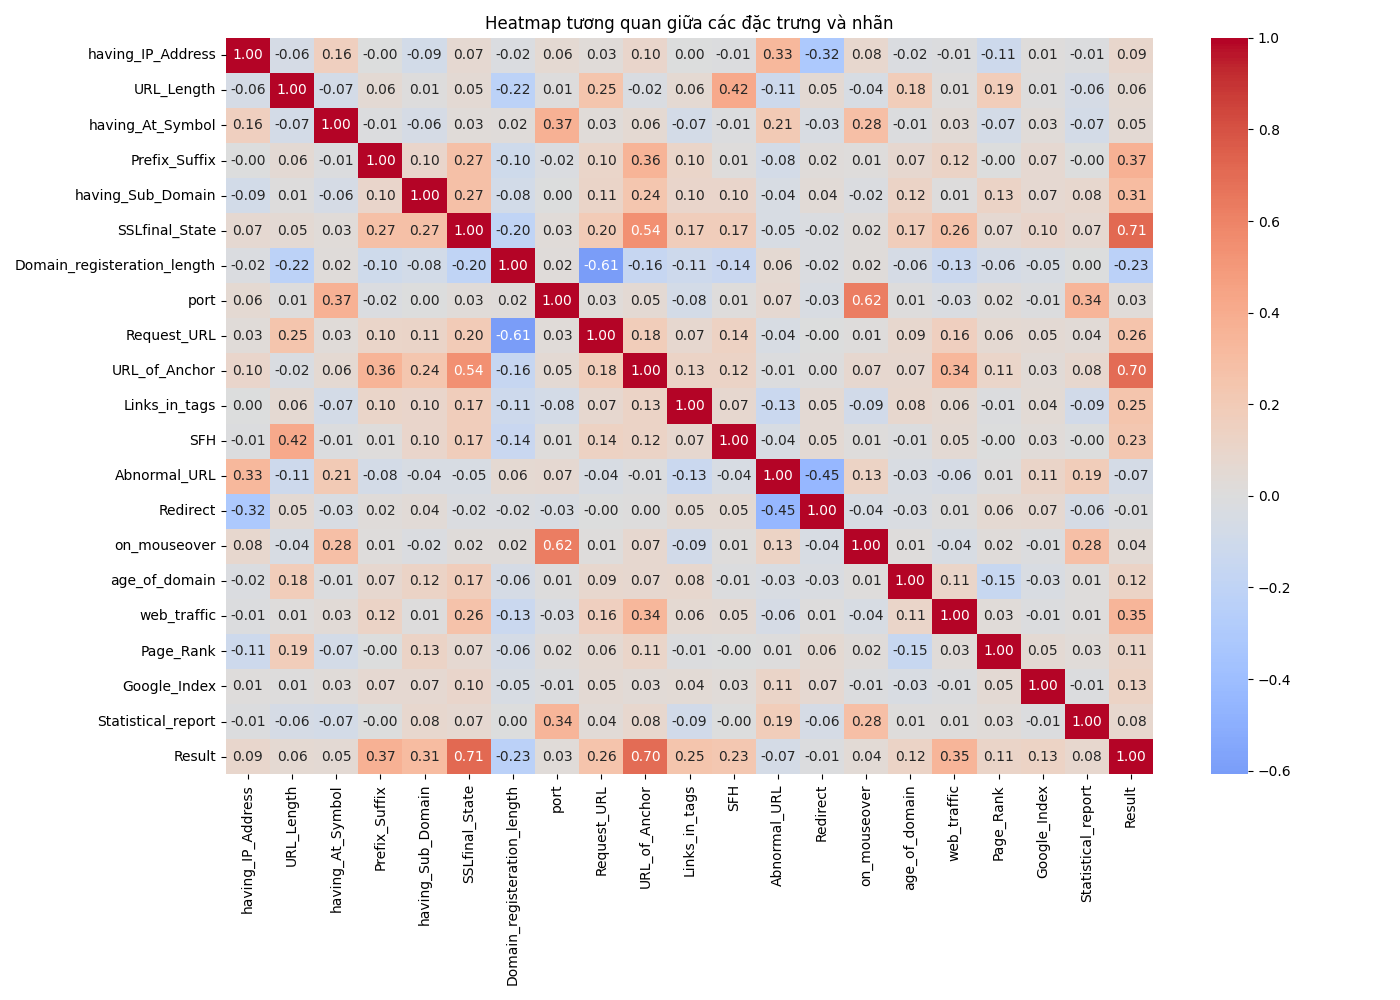 Heatmap tương quan giữa các đặc trưng và nhãn
having_IP_Address 1.00 -0.06 0.16 -0.00 -0.09 0.07 -0.02 0.06 0.03 0.10 0.00 -0.01 0.33 -0.32 0.08 -0.02 -0.01 -0.11 0.01 -0.01 0.09
URL_Length -0.06 1.00 -0.07 0.06 0.01 0.05 -0.22 0.01 0.25 -0.02 0.06 0.42 -0.11 0.05 -0.04 0.18 0.01 0.19 0.01 -0.06 0.06
having_At_Symbol 0.16 -0.07 1.00 -0.01 -0.06 0.03 0.02 0.37 0.03 0.06 -0.07 -0.01 0.21 -0.03 0.28 -0.01 0.03 -0.07 0.03 -0.07 0.05
Prefix_Suffix -0.00 0.06 -0.01 1.00 0.10 0.27 -0.10 -0.02 0.10 0.36 0.10 0.01 -0.08 0.02 0.01 0.07 0.12 -0.00 0.07 -0.00 0.37
having_Sub_Domain -0.09 0.01 -0.06 0.10 1.00 0.27 -0.08 0.00 0.11 0.24 0.10 0.10 -0.04 0.04 -0.02 0.12 0.01 0.13 0.07 0.08 0.31
SSLfinal_State 0.07 0.05 0.03 0.27 0.27 1.00 -0.20 0.03 0.20 0.54 0.17 0.17 -0.05 -0.02 0.02 0.17 0.26 0.07 0.10 0.07 0.71
Domain_registeration_length -0.02 -0.22 0.02 -0.10 -0.08 -0.20 1.00 0.02 -0.61 -0.16 -0.11 -0.14 0.06 -0.02 0.02 -0.06 -0.13 -0.06 -0.05 0.00 -0.23
port 0.06 0.01 0.37 -0.02 0.00 0.03 0.02 1.00 0.03 0.05 -0.08 0.01 0.07 -0.03 0.62 0.01 -0.03 0.02 -0.01 0.34 0.03
Request_URL 0.03 0.25 0.03 0.10 0.11 0.20 -0.61 0.03 1.00 0.18 0.07 0.14 -0.04 -0.00 0.01 0.09 0.16 0.06 0.05 0.04 0.26
URL_of_Anchor 0.10 -0.02 0.06 0.36 0.24 0.54 -0.16 0.05 0.18 1.00 0.13 0.12 -0.01 0.00 0.07 0.07 0.34 0.11 0.03 0.08 0.70
Links_in_tags 0.00 0.06 -0.07 0.10 0.10 0.17 -0.11 -0.08 0.07 0.13 1.00 0.07 -0.13 0.05 -0.09 0.08 0.06 -0.01 0.04 -0.09 0.25
SFH -0.01 0.42 -0.01 0.01 0.10 0.17 -0.14 0.01 0.14 0.12 0.07 1.00 -0.04 0.05 0.01 -0.01 0.05 -0.00 0.03 -0.00 0.23
Abnormal_URL 0.33 -0.11 0.21 -0.08 -0.04 -0.05 0.06 0.07 -0.04 -0.01 -0.13 -0.04 1.00 -0.45 0.13 -0.03 -0.06 0.01 0.11 0.19 -0.07
Redirect -0.32 0.05 -0.03 0.02 0.04 -0.02 -0.02 -0.03 -0.00 0.00 0.05 0.05 -0.45 1.00 -0.04 -0.03 0.01 0.06 0.07 -0.06 -0.01
on_mouseover 0.08 -0.04 0.28 0.01 -0.02 0.02 0.02 0.62 0.01 0.07 -0.09 0.01 0.13 -0.04 1.00 0.01 -0.04 0.02 -0.01 0.28 0.04
age_of_domain -0.02 0.18 -0.01 0.07 0.12 0.17 -0.06 0.01 0.09 0.07 0.08 -0.01 -0.03 -0.03 0.01 1.00 0.11 -0.15 -0.03 0.01 0.12
web_traffic -0.01 0.01 0.03 0.12 0.01 0.26 -0.13 -0.03 0.16 0.34 0.06 0.05 -0.06 0.01 -0.04 0.11 1.00 0.03 -0.01 0.01 0.35
Page_Rank -0.11 0.19 -0.07 -0.00 0.13 0.07 -0.06 0.02 0.06 0.11 -0.01 -0.00 0.01 0.06 0.02 -0.15 0.03 1.00 0.05 0.03 0.11
Google_Index 0.01 0.01 0.03 0.07 0.07 0.10 -0.05 -0.01 0.05 0.03 0.04 0.03 0.11 0.07 -0.01 -0.03 -0.01 0.05 1.00 -0.01 0.13
Statistical_report -0.01 -0.06 -0.07 -0.00 0.08 0.07 0.00 0.34 0.04 0.08 -0.09 -0.00 0.19 -0.06 0.28 0.01 0.01 0.03 -0.01 1.00 0.08
Result 0.09 0.06 0.05 0.37 0.31 0.71 -0.23 0.03 0.26 0.70 0.25 0.23 -0.07 -0.01 0.04 0.12 0.35 0.11 0.13 0.08 1.00
having_IP_Address
URL_Length
having_At_Symbol
Prefix_Suffix
having_Sub_Domain
SSLfinal_State
Domain_registeration_length
port
Request_URL
URL_of_Anchor
Links_in_tags
SFH
Abnormal_URL
Redirect
on_mouseover
age_of_domain
web_traffic
Page_Rank
Google_Index
Statistical_report
Result
1.0
0.8
0.6
0.4
0.2
0.0
−0.2
−0.4
−0.6